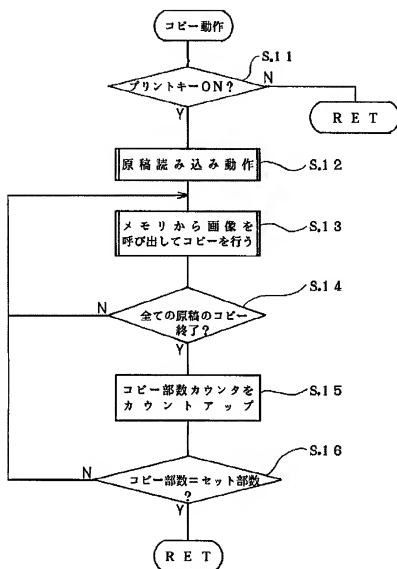 コピー動作
S.11
プリントキーON?
N
Y
RET
原稿読み込み動作
S.12
メモリから画像を
呼び出してコピーを行う
S.13
S.14
N
全ての原稿のコピー
終了?
Y
コピー部数カウンタを
カウントアップ
S.15
S.16
N
コピー部数=セット部数
?
Y
RET